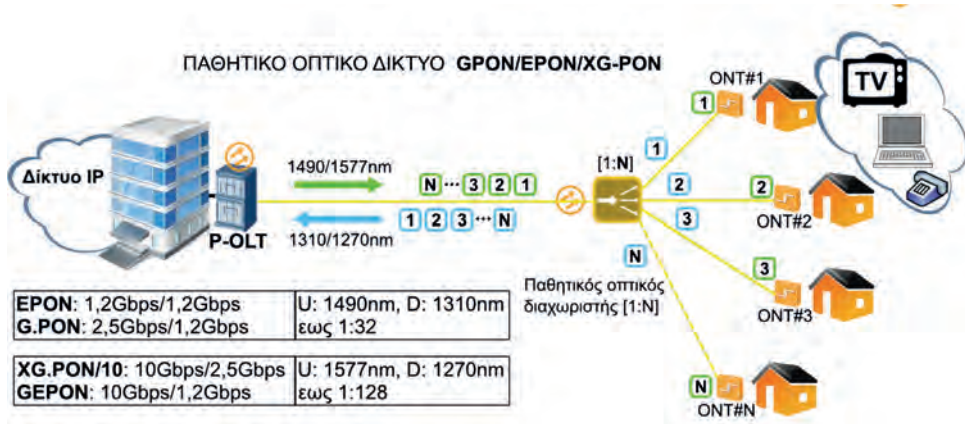 ΠΑΘΗΤΙΚΟ ΟΠΤΙΚΟ ΔΙΚΤΥΟ GPON/EPON/XG-PON
ONT#1
TV
1
Δίκτυο IP
1490/1577nm
N...3 2 1
[1:N]
1
2
2
1 2 3...N
3
ONT#2
P-OLT
1310/1270nm
N
3
Παθητικός οπτικός
διαχωριστής [1:N]
ONT#3
EPON: 1,2Gbps/1,2Gbps U: 1490nm, D: 1310nm
G.PON: 2,5Gbps/1,2Gbps εως 1:32
XG.PON/10: 10Gbps/2,5Gbps U: 1577nm, D: 1270nm
GEPON: 10Gbps/1,2Gbps εως 1:128
N
ONT#N